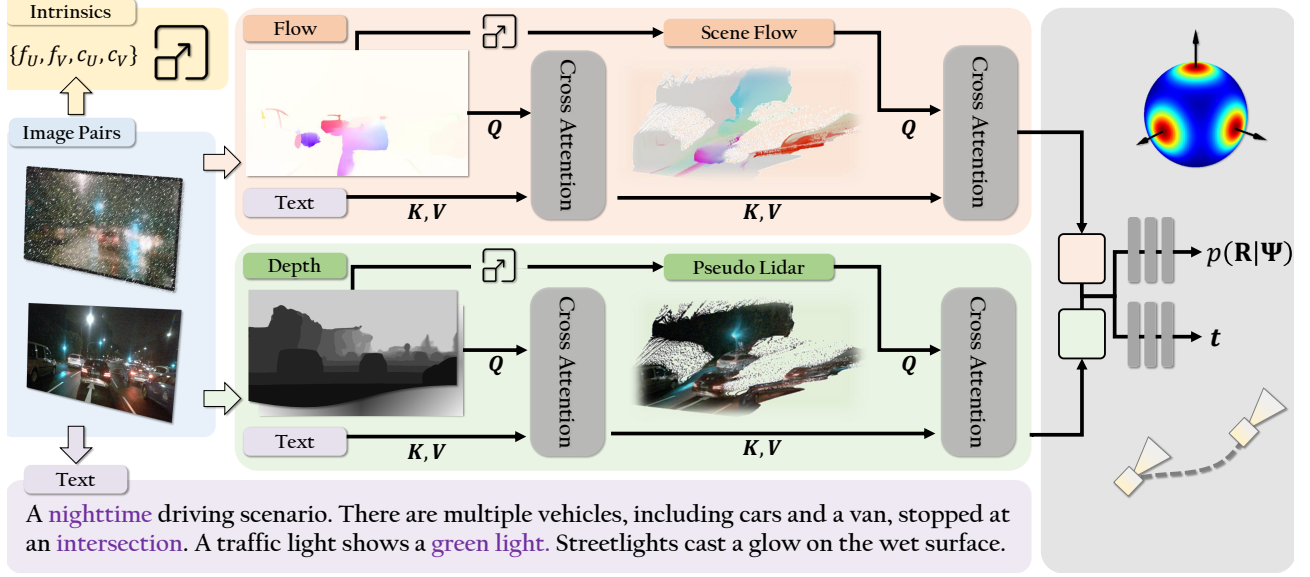 Intrinsics
{f_U, f_V, c_U, c_V}
Image Pairs
Flow
Scene Flow
Q
Cross Attention
Q
Cross Attention
Text
K, V
K, V
Depth
Pseudo Lidar
Q
Cross Attention
Q
Cross Attention
Text
K, V
K, V
p(R|Ψ)
t
Text
A nighttime driving scenario. There are multiple vehicles, including cars and a van, stopped at
an intersection. A traffic light shows a green light. Streetlights cast a glow on the wet surface.